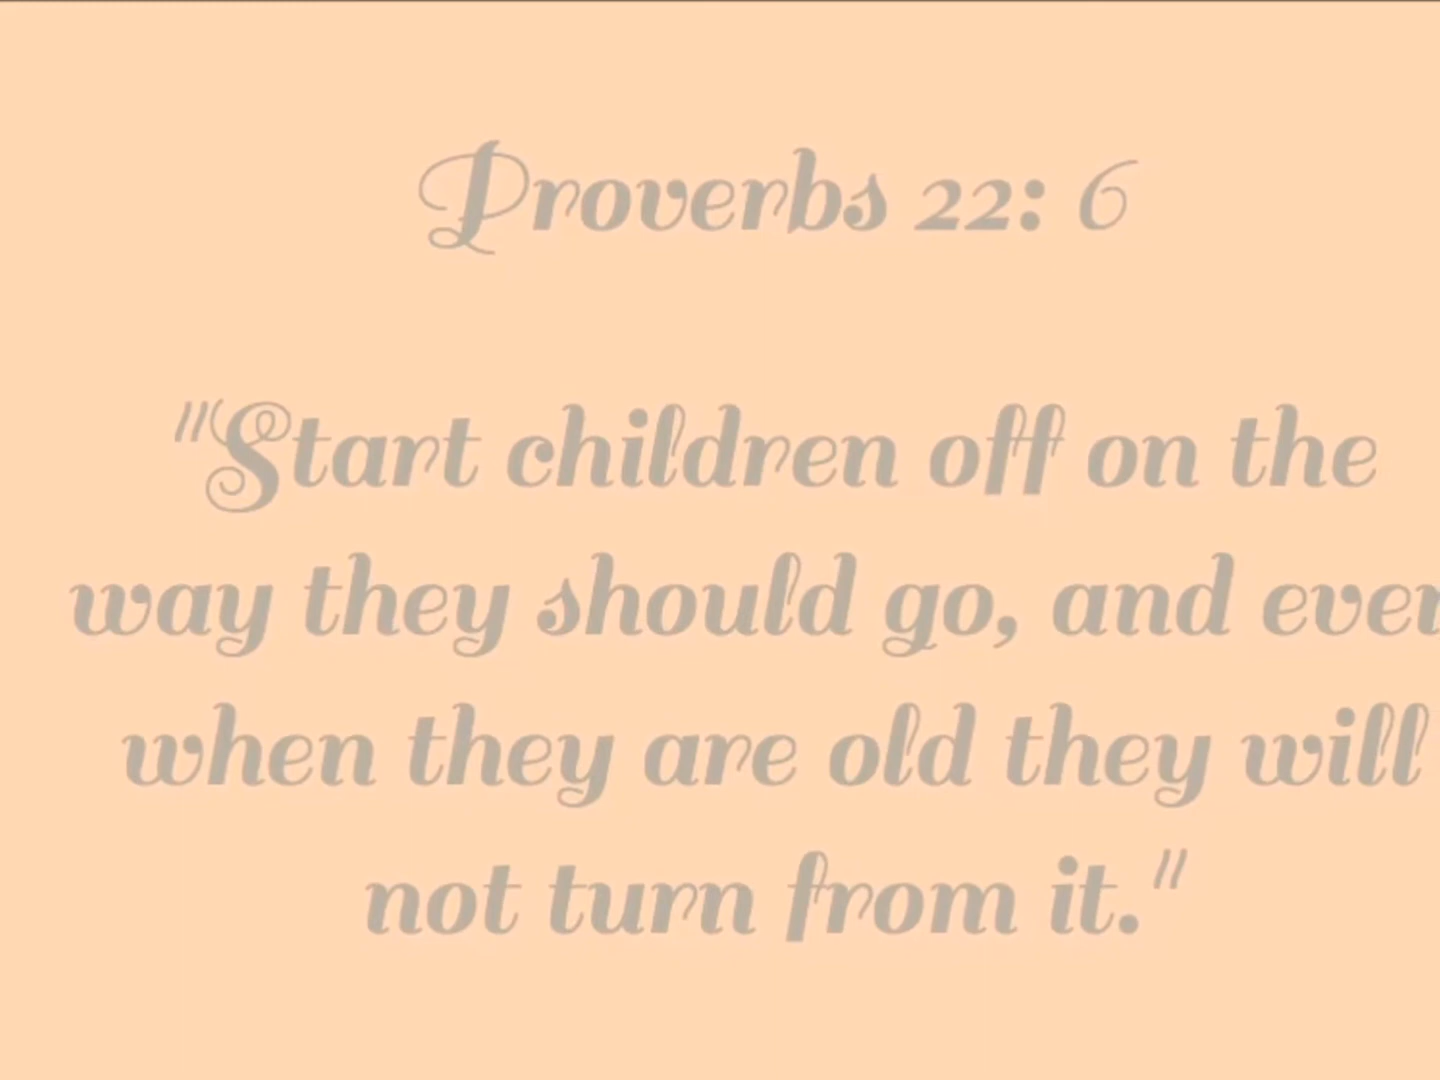 Proverbs 22: 6
"Start children off on the
way they should go, and even
when they are old they will
not turn from it."